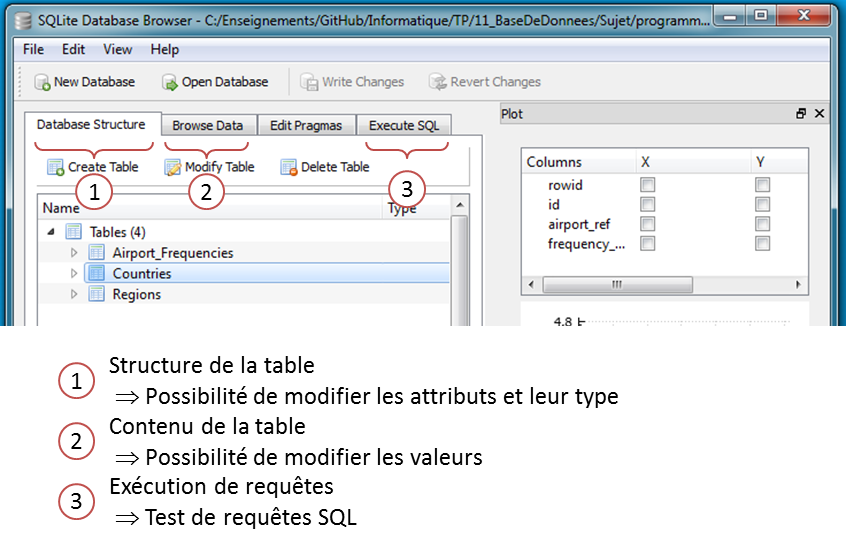 SQLite Database Browser - C:/Enseignements/GitHub/Informatique/TP/11_BaseDeDonnees/Sujet/programm...
File Edit View Help
New Database Open Database Write Changes Revert Changes
Database Structure Browse Data Edit Pragmas Execute SQL
Create Table Modify Table Delete Table
1 2 3
Name Type
Tables (4)
Airport_Frequencies
Countries
Regions
Plot
Columns X Y
rowid
id
airport_ref
frequency_...
4.8
1 Structure de la table
⇒ Possibilité de modifier les attributs et leur type
2 Contenu de la table
⇒ Possibilité de modifier les valeurs
3 Exécution de requêtes
⇒ Test de requêtes SQL